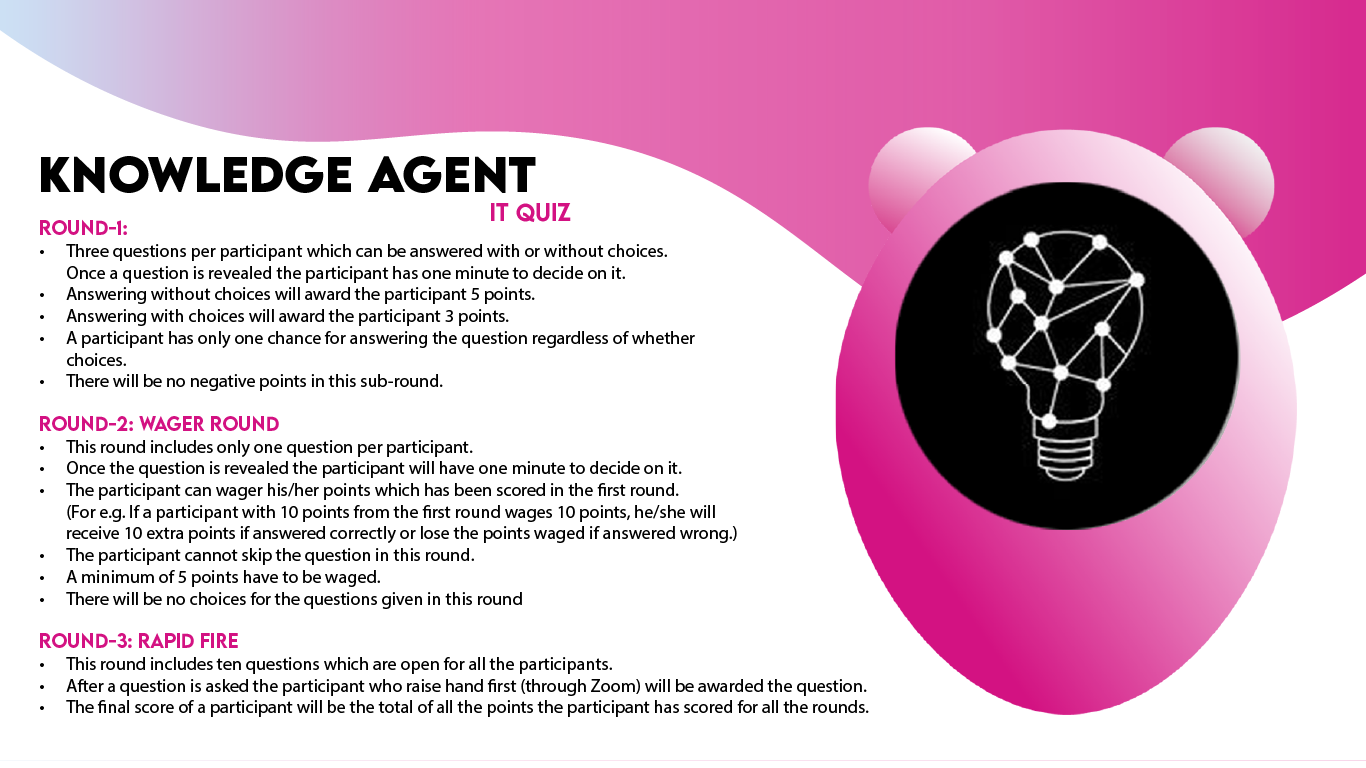 KNOWLEDGE AGENT
IT QUIZ
ROUND-1:
• Three questions per participant which can be answered with or without choices.
Once a question is revealed the participant has one minute to decide on it.
• Answering without choices will award the participant 5 points.
• Answering with choices will award the participant 3 points.
• A participant has only one chance for answering the question regardless of whether
choices.
• There will be no negative points in this sub-round.
ROUND-2: WAGER ROUND
• This round includes only one question per participant.
• Once the question is revealed the participant will have one minute to decide on it.
• The participant can wager his/her points which has been scored in the first round.
(For e.g. If a participant with 10 points from the first round wages 10 points, he/she will
receive 10 extra points if answered correctly or lose the points waged if answered wrong.)
• The participant cannot skip the question in this round.
• A minimum of 5 points have to be waged.
• There will be no choices for the questions given in this round
ROUND-3: RAPID FIRE
• This round includes ten questions which are open for all the participants.
• After a question is asked the participant who raise hand first (through Zoom) will be awarded the question.
• The final score of a participant will be the total of all the points the participant has scored for all the rounds.